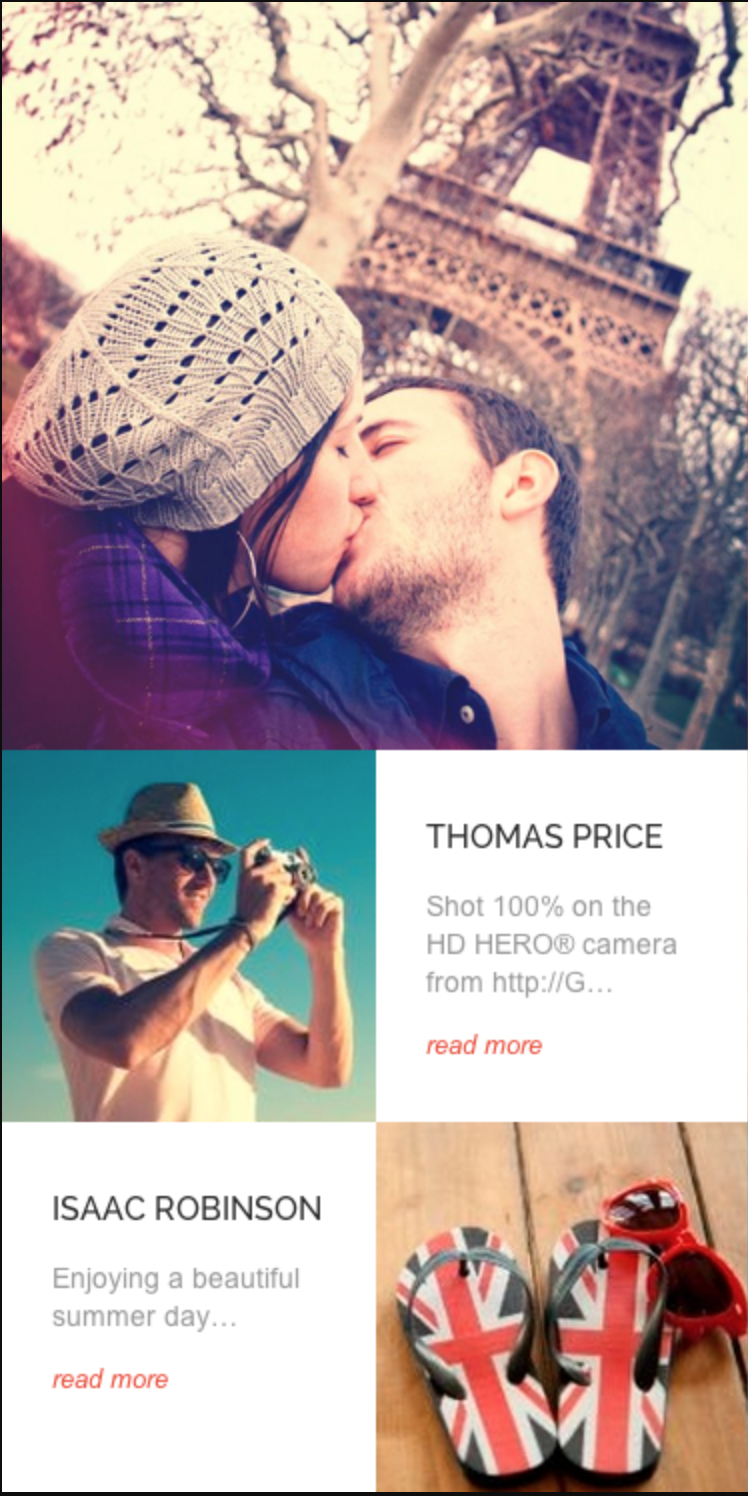 THOMAS PRICE
Shot 100% on the
HD HERO® camera
from http://G...
read more
ISAAC ROBINSON
Enjoying a beautiful
summer day...
read more